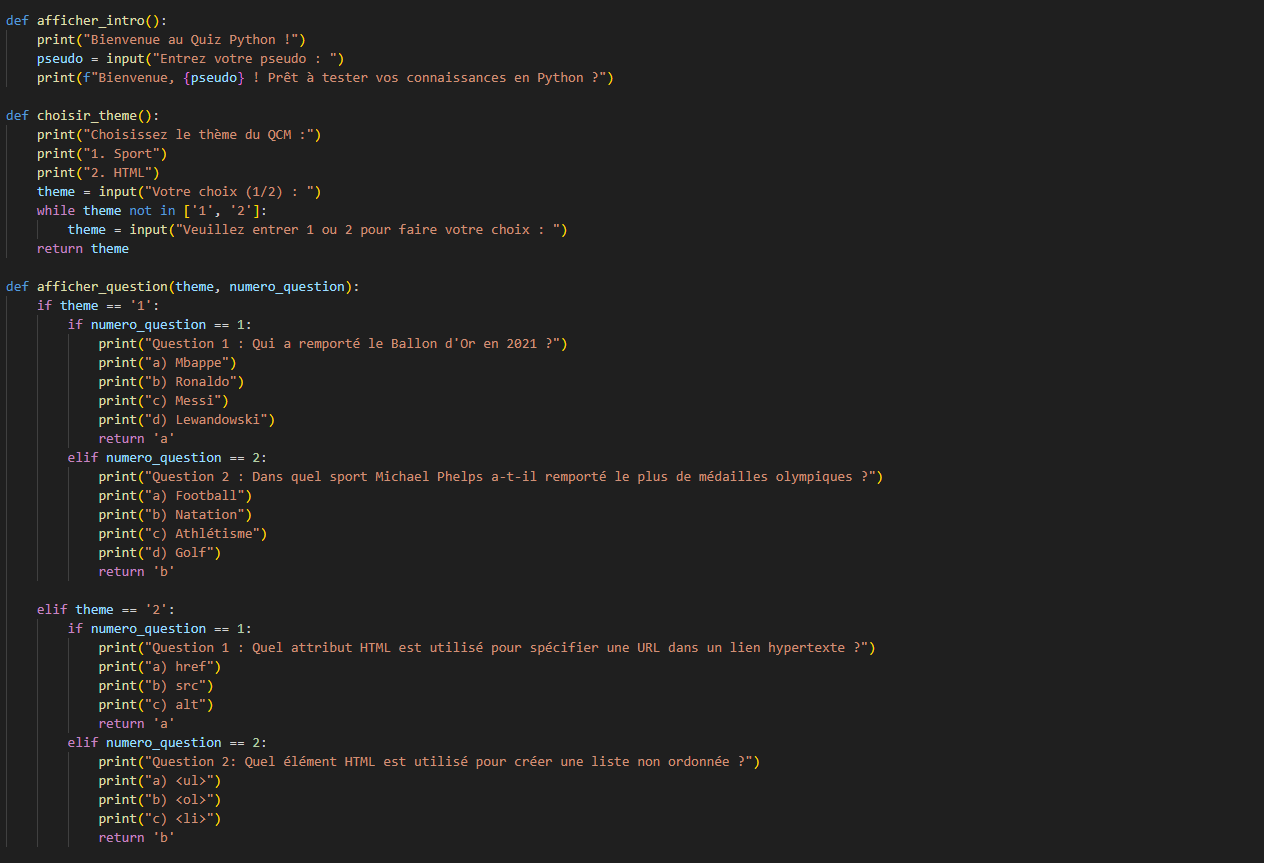 def afficher_intro():
    print("Bienvenue au Quiz Python !")
    pseudo = input("Entrez votre pseudo : ")
    print(f"Bienvenue, {pseudo} ! Prêt à tester vos connaissances en Python ?")

def choisir_theme():
    print("Choisissez le thème du QCM :")
    print("1. Sport")
    print("2. HTML")
    theme = input("Votre choix (1/2) : ")
    while theme not in ['1', '2']:
        theme = input("Veuillez entrer 1 ou 2 pour faire votre choix : ")
    return theme

def afficher_question(theme, numero_question):
    if theme == '1':
        if numero_question == 1:
            print("Question 1 : Qui a remporté le Ballon d'Or en 2021 ?")
            print("a) Mbappe")
            print("b) Ronaldo")
            print("c) Messi")
            print("d) Lewandowski")
            return 'a'
        elif numero_question == 2:
            print("Question 2 : Dans quel sport Michael Phelps a-t-il remporté le plus de médailles olympiques ?")
            print("a) Football")
            print("b) Natation")
            print("c) Athlétisme")
            print("d) Golf")
            return 'b'

    elif theme == '2':
        if numero_question == 1:
            print("Question 1 : Quel attribut HTML est utilisé pour spécifier une URL dans un lien hypertexte ?")
            print("a) href")
            print("b) src")
            print("c) alt")
            return 'a'
        elif numero_question == 2:
            print("Question 2: Quel élément HTML est utilisé pour créer une liste non ordonnée ?")
            print("a) <ul>")
            print("b) <ol>")
            print("c) <li>")
            return 'b'